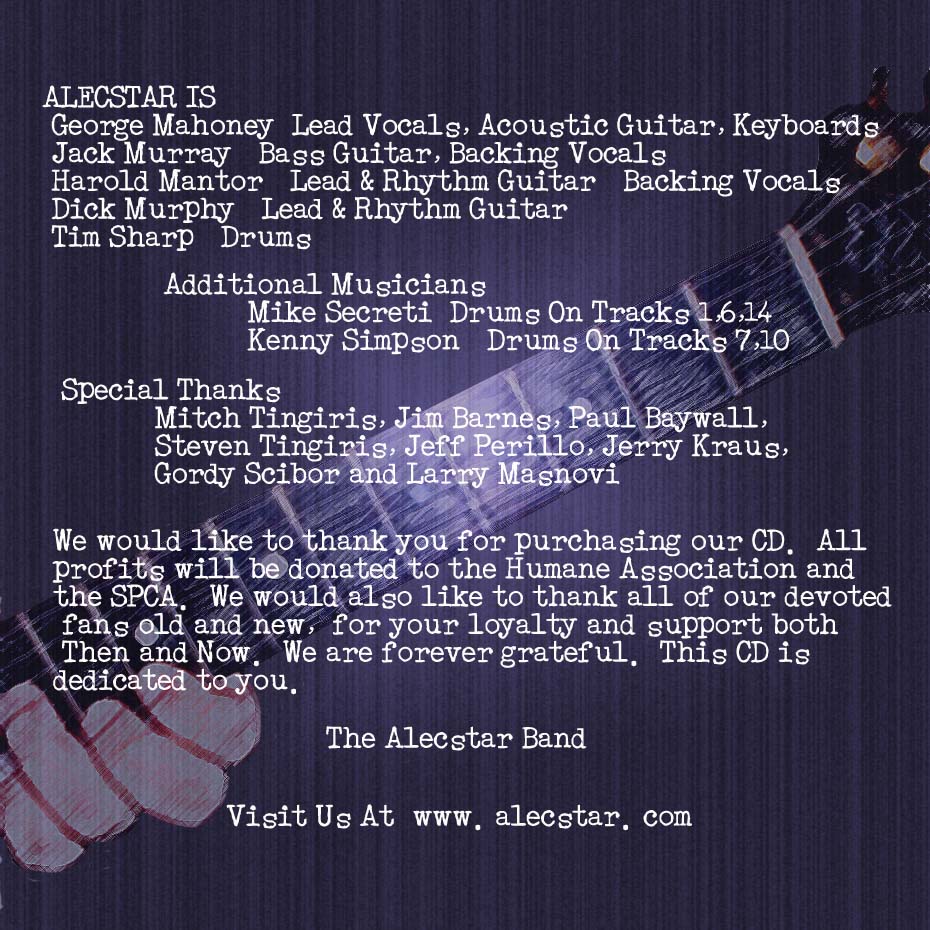 ALECSTAR IS
George Mahoney Lead Vocals, Acoustic Guitar, Keyboards
Jack Murray Bass Guitar, Backing Vocals
Harold Mantor Lead & Rhythm Guitar Backing Vocals
Dick Murphy Lead & Rhythm Guitar
Tim Sharp Drums
Additional Musicians
Mike Secreti Drums On Tracks 1,6,14
Kenny Simpson Drums On Tracks 7,10
Special Thanks
Mitch Tingiris, Jim Barnes, Paul Baywall,
Steven Tingiris, Jeff Perillo, Jerry Kraus,
Gordy Scibor and Larry Masnovi
We would like to thank you for purchasing our CD. All
profits will be donated to the Humane Association and
the SPCA. We would also like to thank all of our devoted
fans old and new, for your loyalty and support both
Then and Now. We are forever grateful. This CD is
dedicated to you.
The Alecstar Band
Visit Us At www. alecstar. com